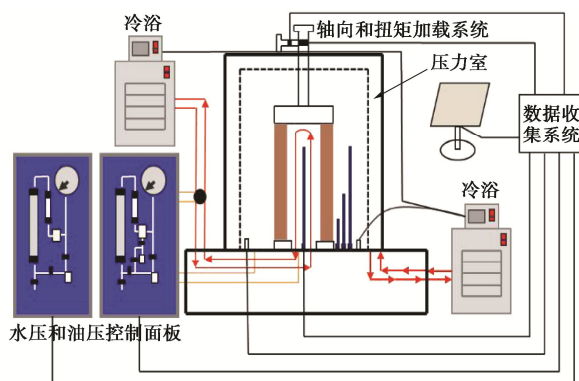 冷浴
轴向和扭矩加载系统
压力室
数据收
集系统
冷浴
水压和油压控制面板